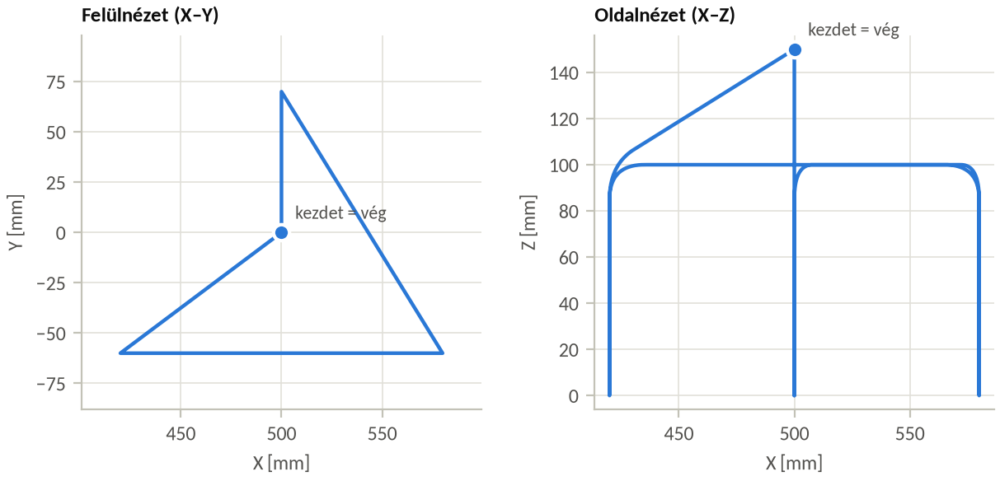 Felülnézet (X–Y)
75
50
25
0
−25
−50
−75
Y [mm]
kezdet = vég
450
500
550
X [mm]
Oldalnézet (X–Z)
kezdet = vég
140
120
100
80
60
40
20
0
Z [mm]
450
500
550
X [mm]